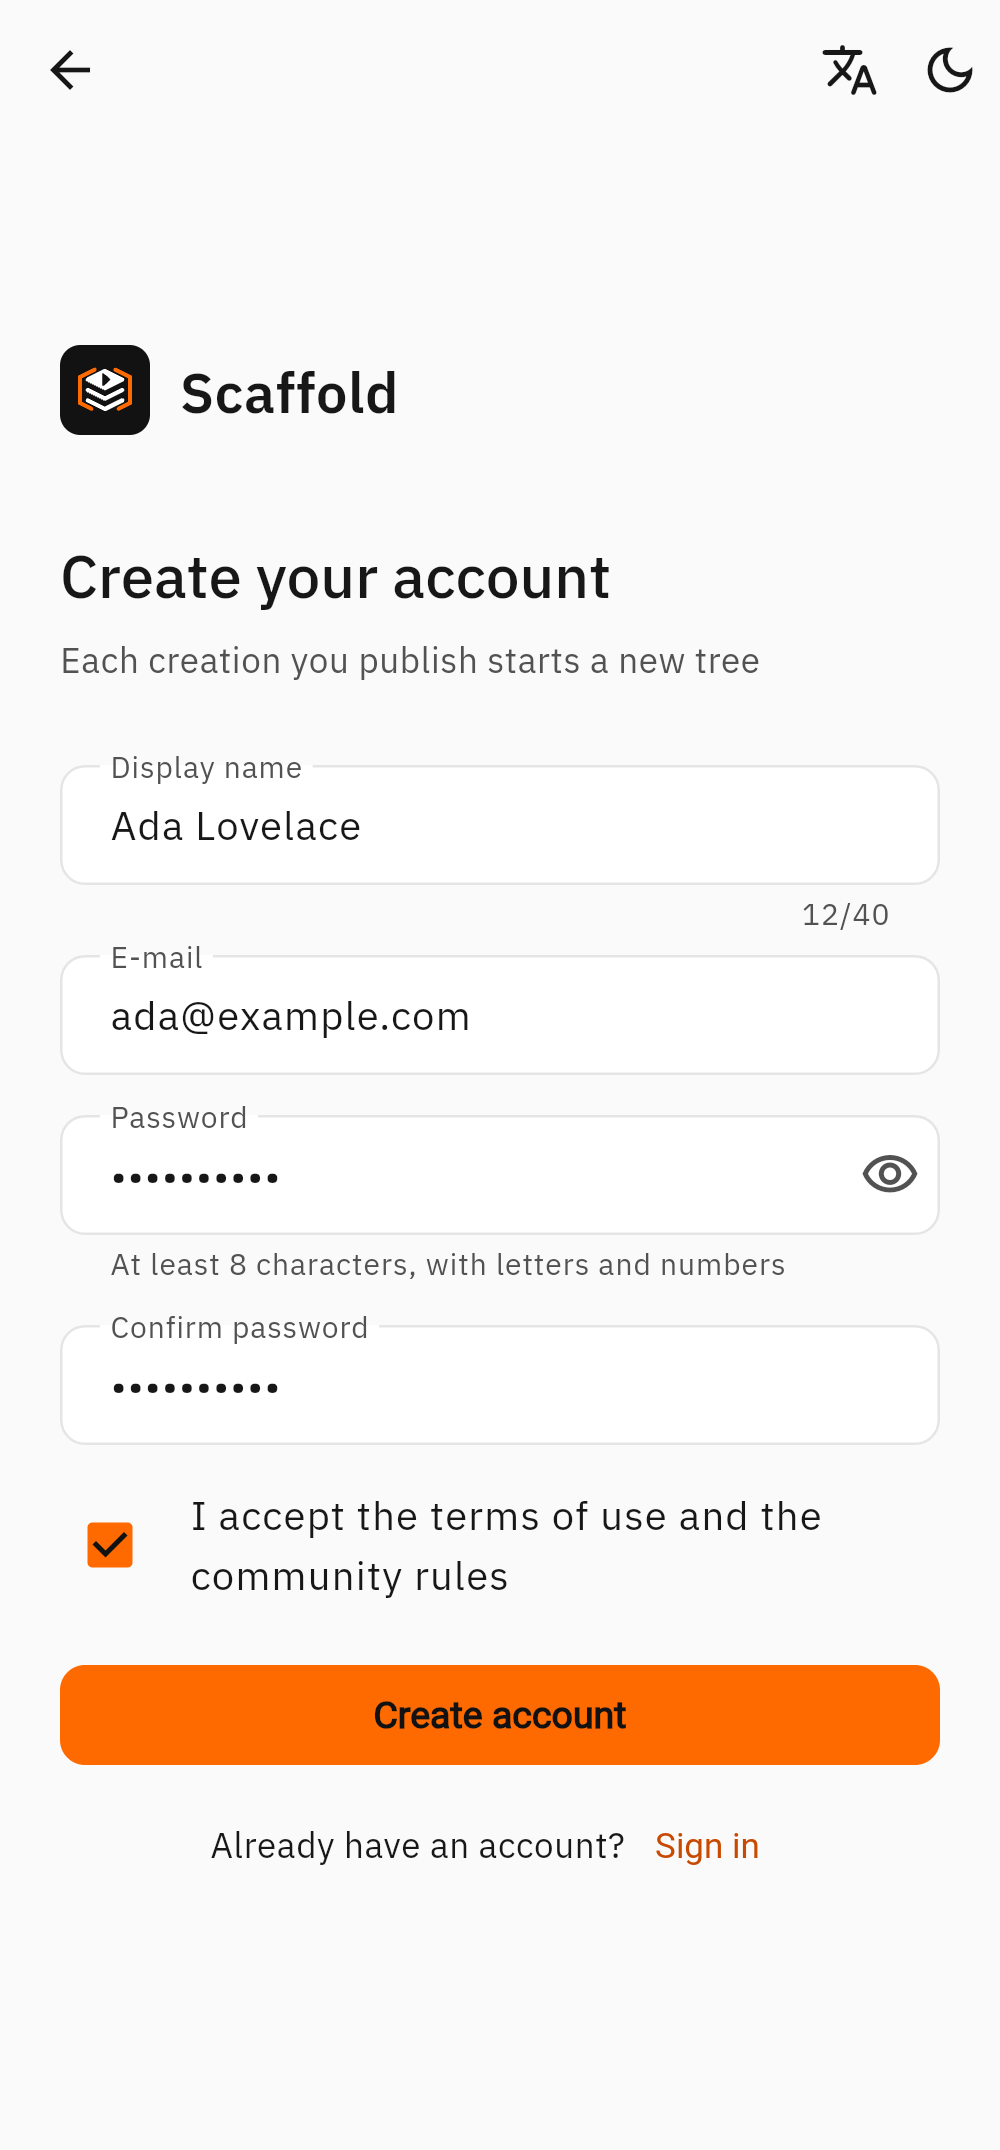 Scaffold
Create your account
Each creation you publish starts a new tree
Display name
Ada Lovelace
12/40
E-mail
ada@example.com
Password
••••••••••
At least 8 characters, with letters and numbers
Confirm password
••••••••••
I accept the terms of use and the
community rules
Create account
Already have an account? Sign in